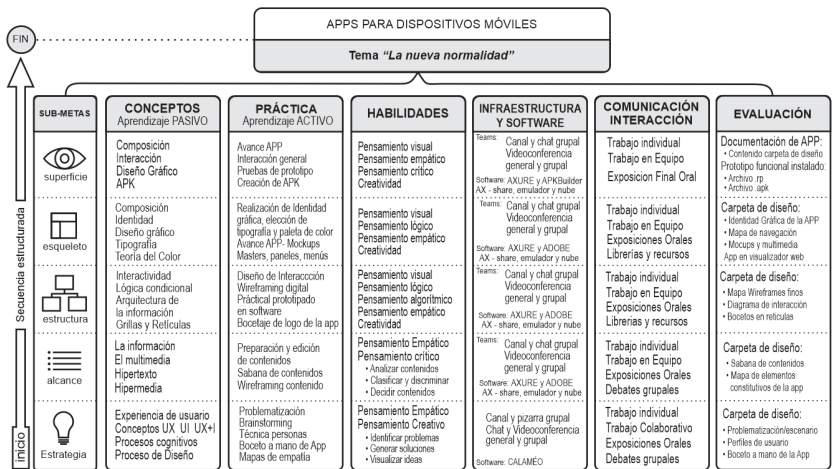 APPS PARA DISPOSITIVOS MÓVILES
Tema "La nueva normalidad"
FIN
Secuencia estructurada
inicio
SUB-METAS
CONCEPTOS
Aprendizaje PASIVO
PRÁCTICA
Aprendizaje ACTIVO
HABILIDADES
INFRAESTRUCTURA
Y SOFTWARE
COMUNICACIÓN
INTERACCIÓN
EVALUACIÓN
superficie
Composición
Interacción
Diseño Gráfico
APK
Avance APP
Interacción general
Pruebas de prototipo
Creación de APK
Pensamiento visual
Pensamiento empático
Pensamiento crítico
Creatividad
Teams: Canal y chat grupal
Videoconferencia
general y grupal
Software: AXURE y APKBuilder
AX - share, emulador y nube
Trabajo individual
Trabajo en Equipo
Exposicion Final Oral
Documentación de APP:
• Contenido carpeta de diseño
Prototipo funcional instalado:
• Archivo .rp
• Archivo .apk
esqueleto
Composición
Identidad
Diseño gráfico
Tipografía
Teoría del Color
Realización de Identidad
gráfica, elección de
tipografía y paleta de color
Avance APP- Mockups
Masters, paneles, menús
Pensamiento visual
Pensamiento lógico
Pensamiento empático
Creatividad
Teams: Canal y chat grupal
Videoconferencia
general y grupal
Software: AXURE y ADOBE
AX - share, emulador y nube
Trabajo individual
Trabajo en Equipo
Exposiciones Orales
Librerías y recursos
Carpeta de diseño:
• Identidad Gráfica de la APP
• Mapa de navegación
• Mocups y multimedia
App en visualizador web
estructura
Interactividad
Lógica condicional
Arquitectura de
la información
Grillas y Retículas
Diseño de Interaccción
Wireframing digital
Práctical prototipado
en software
Bocetaje de logo de la app
Pensamiento visual
Pensamiento lógico
Pensamiento algorítmico
Pensamiento empático
Creatividad
Teams: Canal y chat grupal
Videoconferencia
general y grupal
Software: AXURE y ADOBE
AX - share, emulador y nube
Trabajo individual
Trabajo en Equipo
Exposiciones Orales
Librerias y recursos
Carpeta de diseño:
• Mapa Wireframes finos
• Diagrama de interacción
• Bocetos en reticulas
alcance
La información
El multimedia
Hipertexto
Hipermedia
Preparación y edición
de contenidos
Sabana de contenidos
Wireframing contenido
Pensamiento Empático
Pensamiento crítico
• Analizar contenidos
• Clasificar y discriminar
• Decidir contenidos
Teams: Canal y chat grupal
Videoconferencia
general y grupal
Software: AXURE y ADOBE
AX - share, emulador y nube
Trabajo individual
Trabajo en Equipo
Exposiciones Orales
Debates grupales
Carpeta de diseño:
• Sabana de contenidos
• Mapa de elementos
constitutivos de la app
Estrategia
Experiencia de usuario
Conceptos UX UI UX+I
Procesos cognitivos
Proceso de Diseño
Problematización
Brainstorming
Técnica personas
Boceto a mano de App
Mapas de empatía
Pensamiento Empático
Pensamiento Creativo
• Identificar problemas
• Generar soluciones
• Visualizar ideas
Canal y pizarra grupal
Chat y Videoconferencia
general y grupal
Software: CALAMÉO
Trabajo individual
Trabajo Colaborativo
Exposiciones Orales
Debates grupales
Carpeta de diseño:
• Problematización/escenario
• Perfiles de usuario
• Boceto a mano de la App